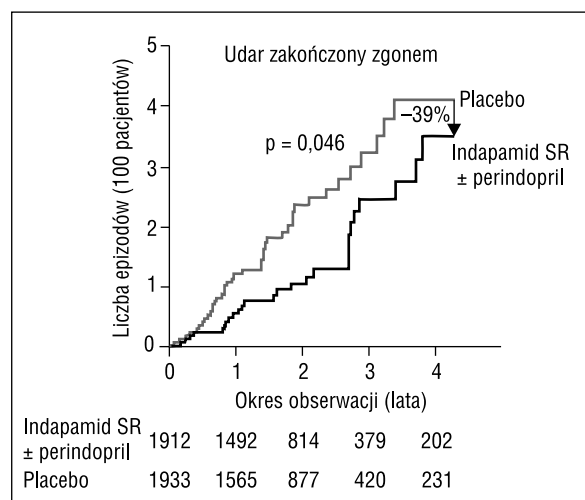 Udar zakończony zgonem
5
4
3
2
1
0
Liczba epizodów (100 pacjentów)
p = 0,046
–39%
Placebo
Indapamid SR
± perindopril
0 1 2 3 4
Okres obserwacji (lata)
Indapamid SR
± perindopril 1912 1492 814 379 202
Placebo 1933 1565 877 420 231